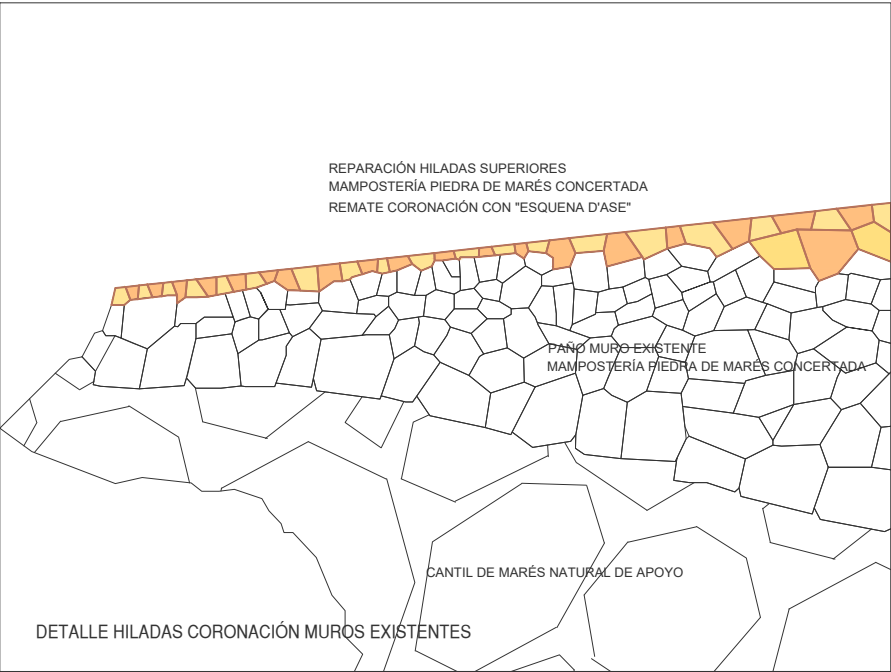 REPARACIÓN HILADAS SUPERIORES
MAMPOSTERÍA PIEDRA DE MARÉS CONCERTADA
REMATE CORONACIÓN CON "ESQUENA D'ASE"
PAÑO MURO EXISTENTE
MAMPOSTERÍA PIEDRA DE MARÉS CONCERTADA
CANTIL DE MARÉS NATURAL DE APOYO
DETALLE HILADAS CORONACIÓN MUROS EXISTENTES